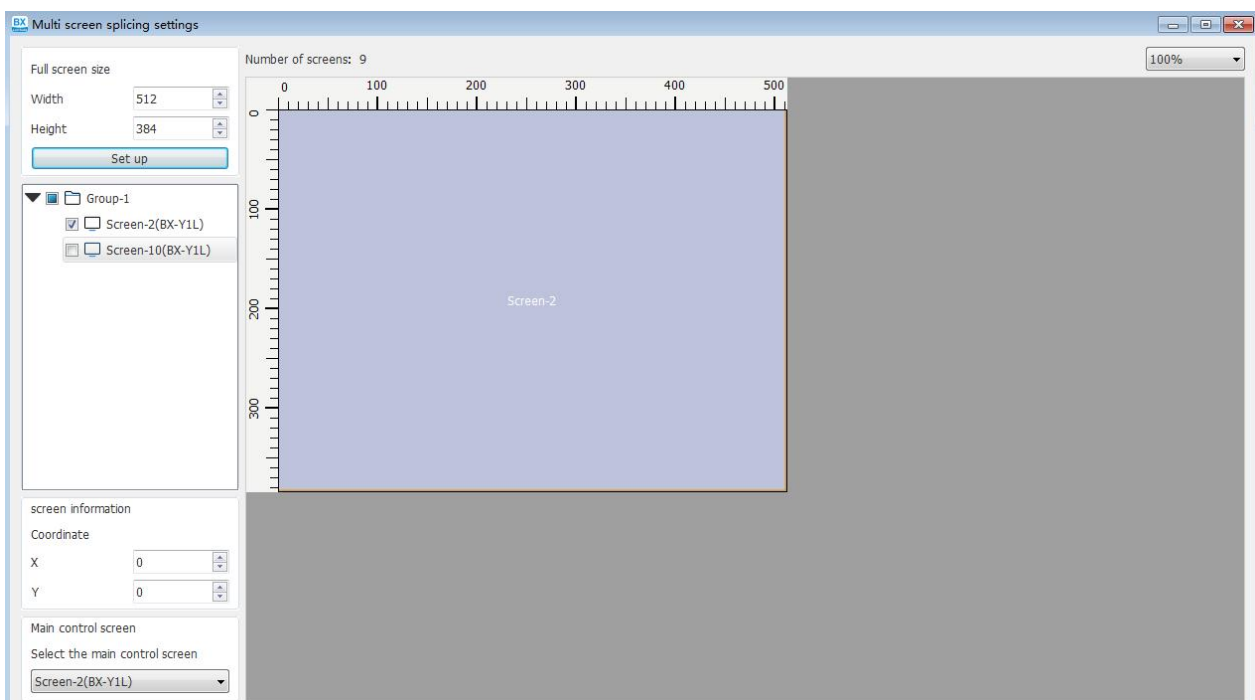 BX Multi screen splicing settings
Full screen size
Width 512
Height 384
Set up
Group-1
Screen-2(BX-Y1L)
Screen-10(BX-Y1L)
screen information
Coordinate
X 0
Y 0
Main control screen
Select the main control screen
Screen-2(BX-Y1L)
Number of screens: 9
100%
0 100 200 300 400 500
0
100
200
300
Screen-2